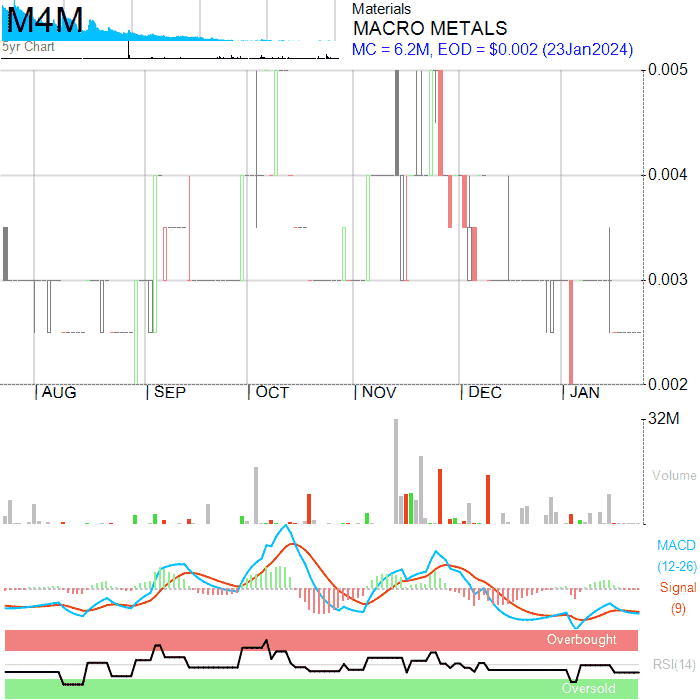 M4M
5yr Chart
Materials
MACRO METALS
MC = 6.2M, EOD = $0.002 (23Jan2024)
0.005
0.004
0.003
0.002
AUG SEP OCT NOV DEC JAN
32M
Volume
MACD
(12-26)
Signal
(9)
Overbought
RSI(14)
Oversold